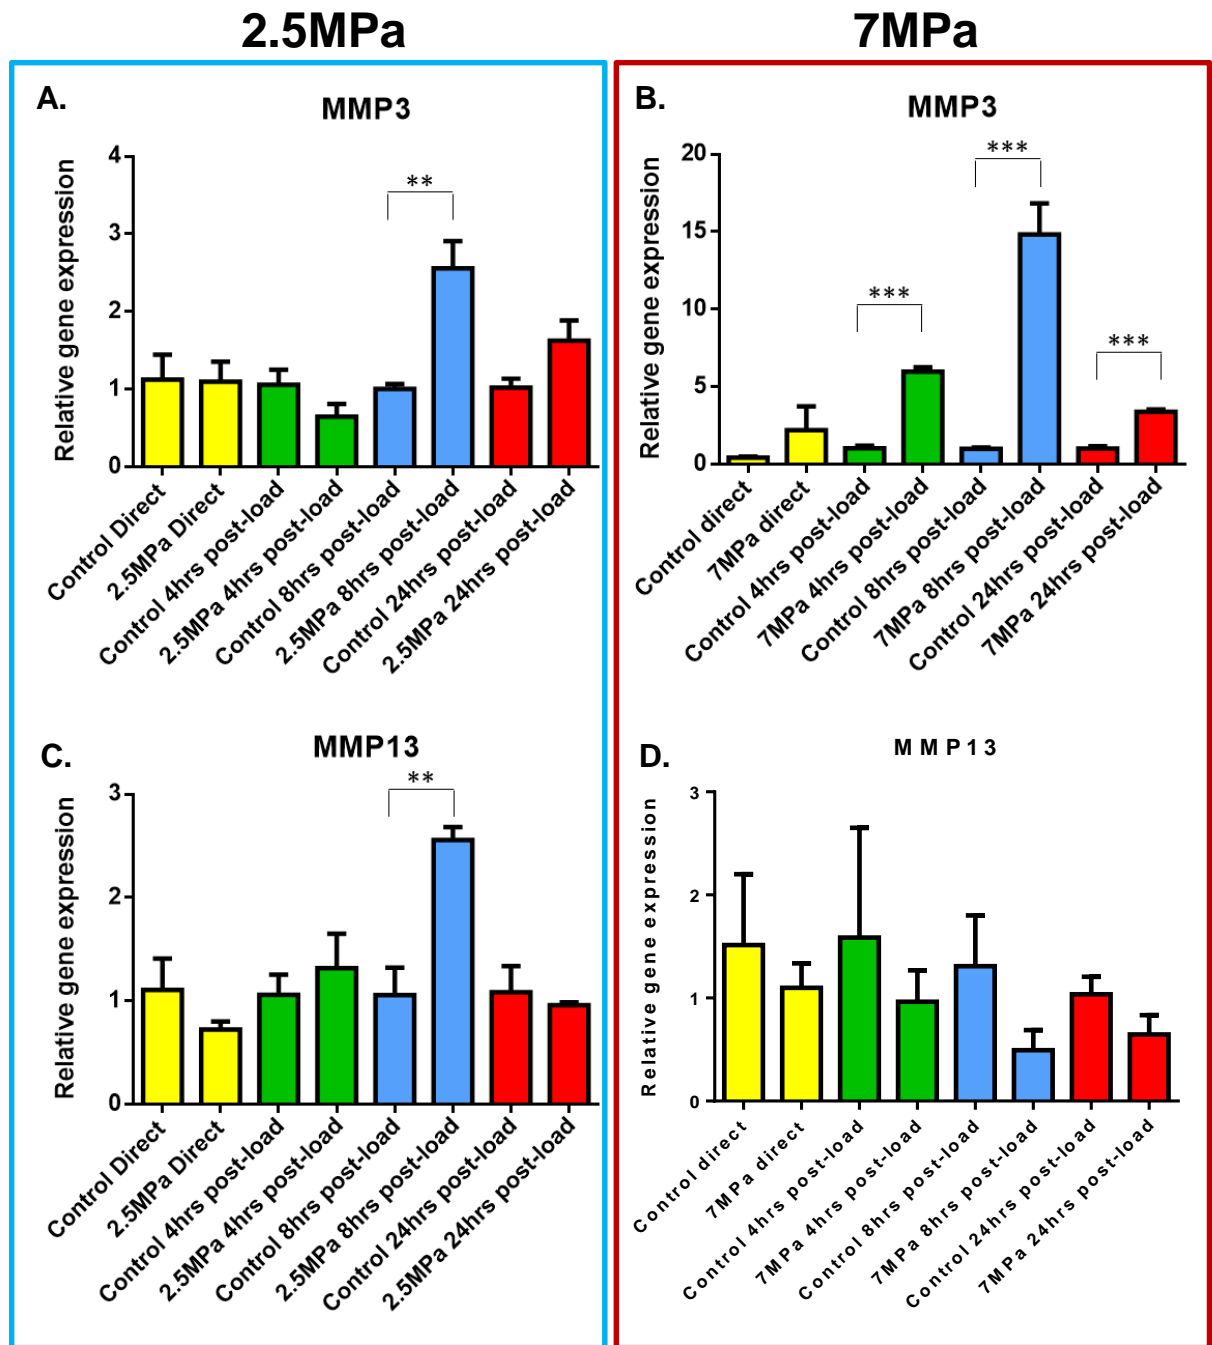 2.5MPa
7MPa
A.
MMP3
Relative gene expression
4
3
2
1
0
**
Control Direct
2.5MPa Direct
Control 4hrs post-load
2.5MPa 4hrs post-load
Control 8hrs post-load
2.5MPa 8hrs post-load
Control 24hrs post-load
2.5MPa 24hrs post-load
B.
MMP3
Relative gene expression
20
15
10
5
0
***
***
***
Control direct
7MPa direct
Control 4hrs post-load
7MPa 4hrs post-load
Control 8hrs post-load
7MPa 8hrs post-load
Control 24hrs post-load
7MPa 24hrs post-load
C.
MMP13
Relative gene expression
3
2
1
0
**
Control Direct
2.5MPa Direct
Control 4hrs post-load
2.5MPa 4hrs post-load
Control 8hrs post-load
2.5MPa 8hrs post-load
Control 24hrs post-load
2.5MPa 24hrs post-load
D.
MMP13
Relative gene expression
3
2
1
0
Control direct
7MPa direct
Control 4hrs post-load
7MPa 4hrs post-load
Control 8hrs post-load
7MPa 8hrs post-load
Control 24hrs post-load
7MPa 24hrs post-load